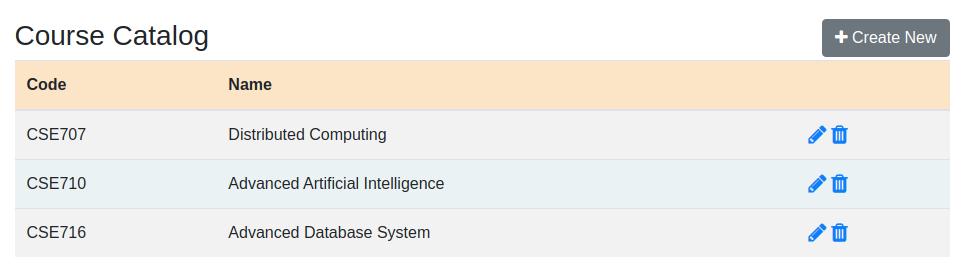 Course Catalog
Create New
Code Name
CSE707 Distributed Computing
CSE710 Advanced Artificial Intelligence
CSE716 Advanced Database System